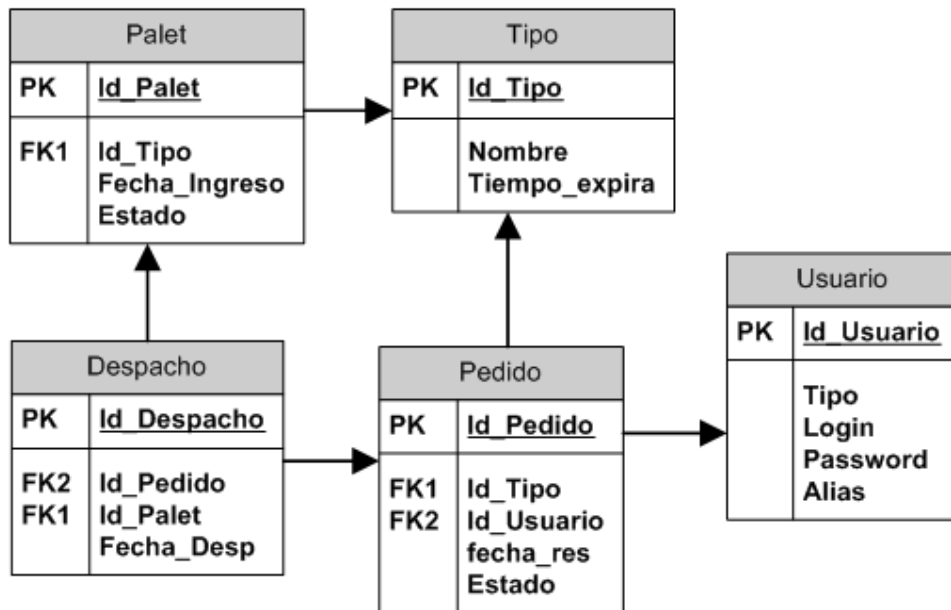 Palet
PK Id_Palet
FK1 Id_Tipo
Fecha_Ingreso
Estado
Tipo
PK Id_Tipo
Nombre
Tiempo_expira
Despacho
PK Id_Despacho
FK2 Id_Pedido
FK1 Id_Palet
Fecha_Desp
Pedido
PK Id_Pedido
FK1 Id_Tipo
FK2 Id_Usuario
fecha_res
Estado
Usuario
PK Id_Usuario
Tipo
Login
Password
Alias